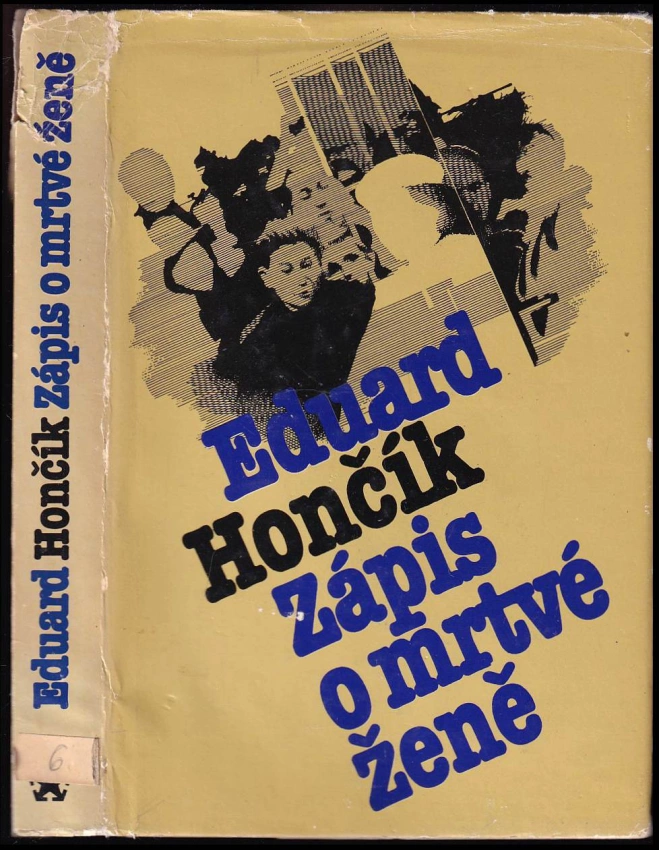 Eduard Hončík Zápis o mrtvé ženě
6
Eduard
Hončík
Zápis
o mrtvé
ženě